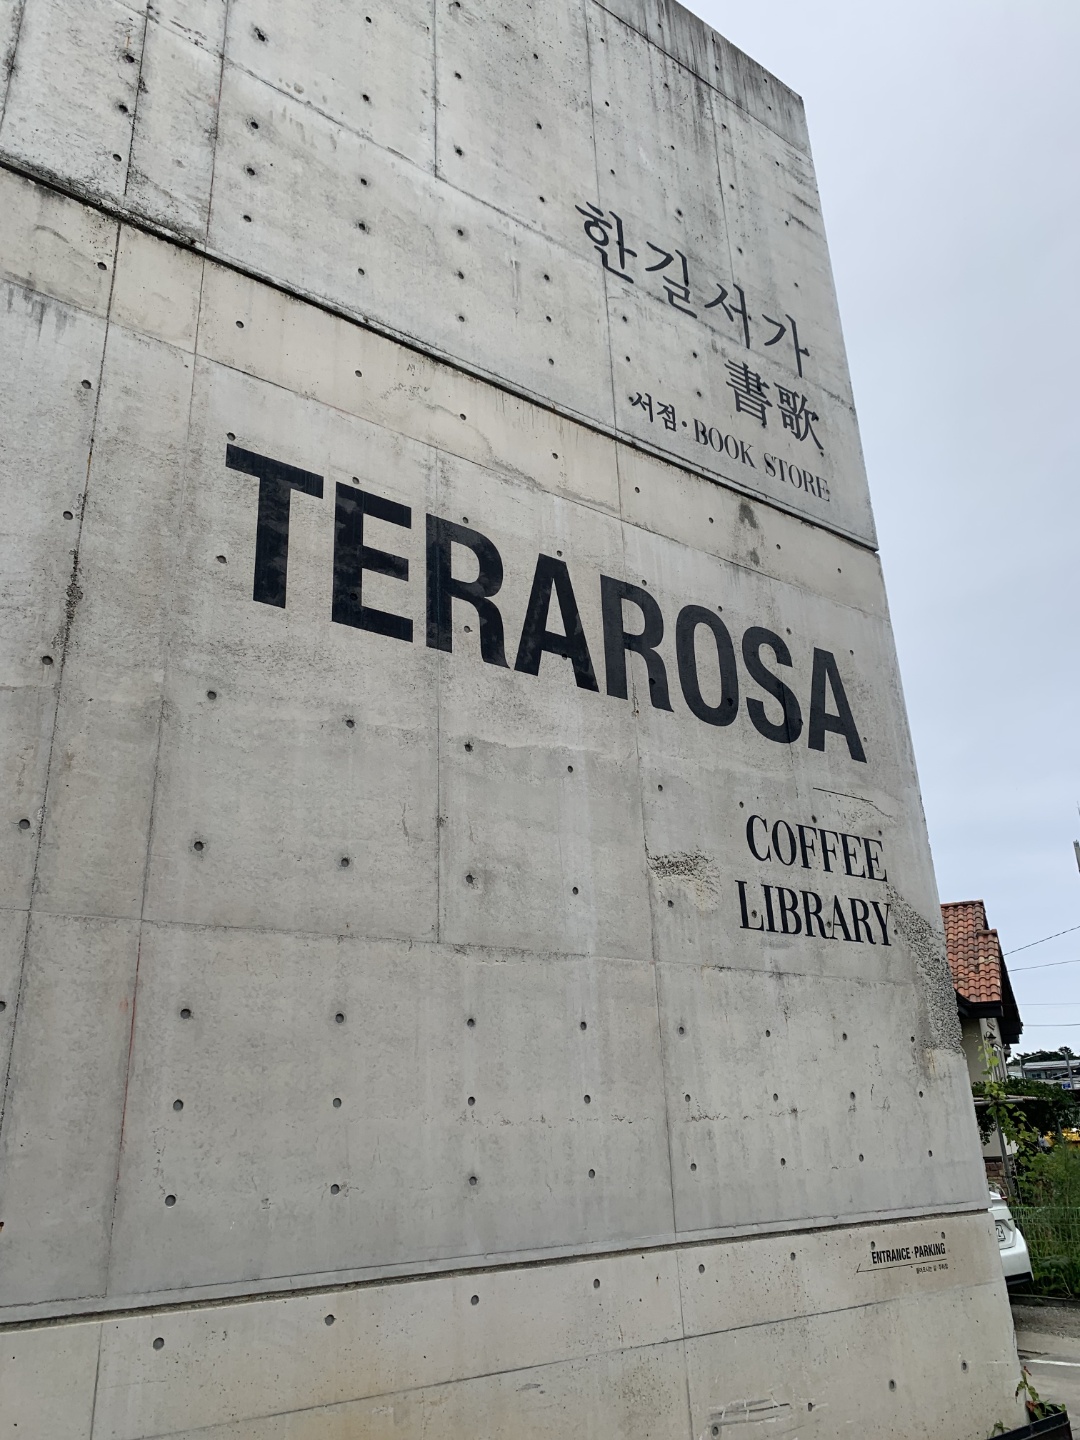 한길서가
書歌
서점·BOOK STORE
TERAROSA
COFFEE
LIBRARY
ENTRANCE·PARKING